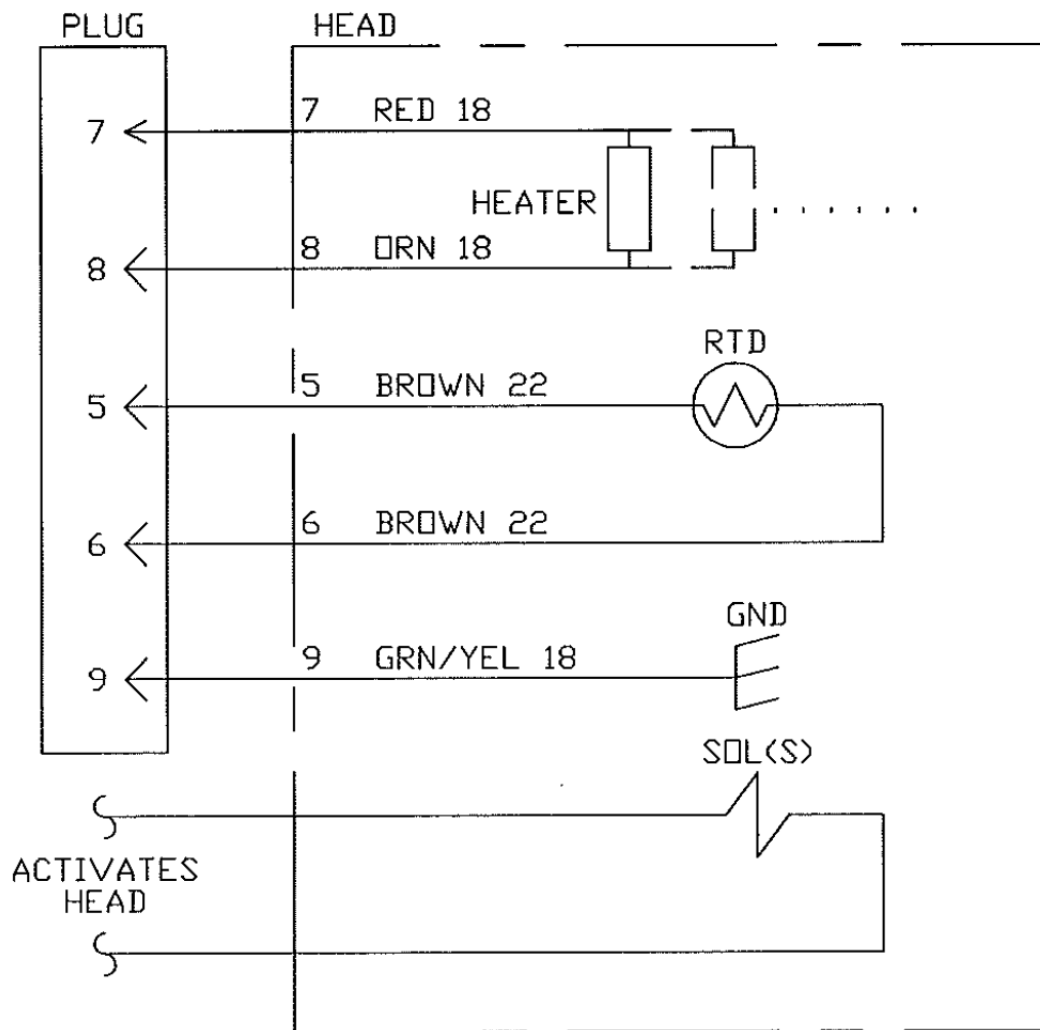 PLUG HEAD
7 7 RED 18
HEATER
8 8 ORN 18
RTD
5 5 BROWN 22
6 6 BROWN 22
GND
9 9 GRN/YEL 18
SOL(S)
ACTIVATES
HEAD